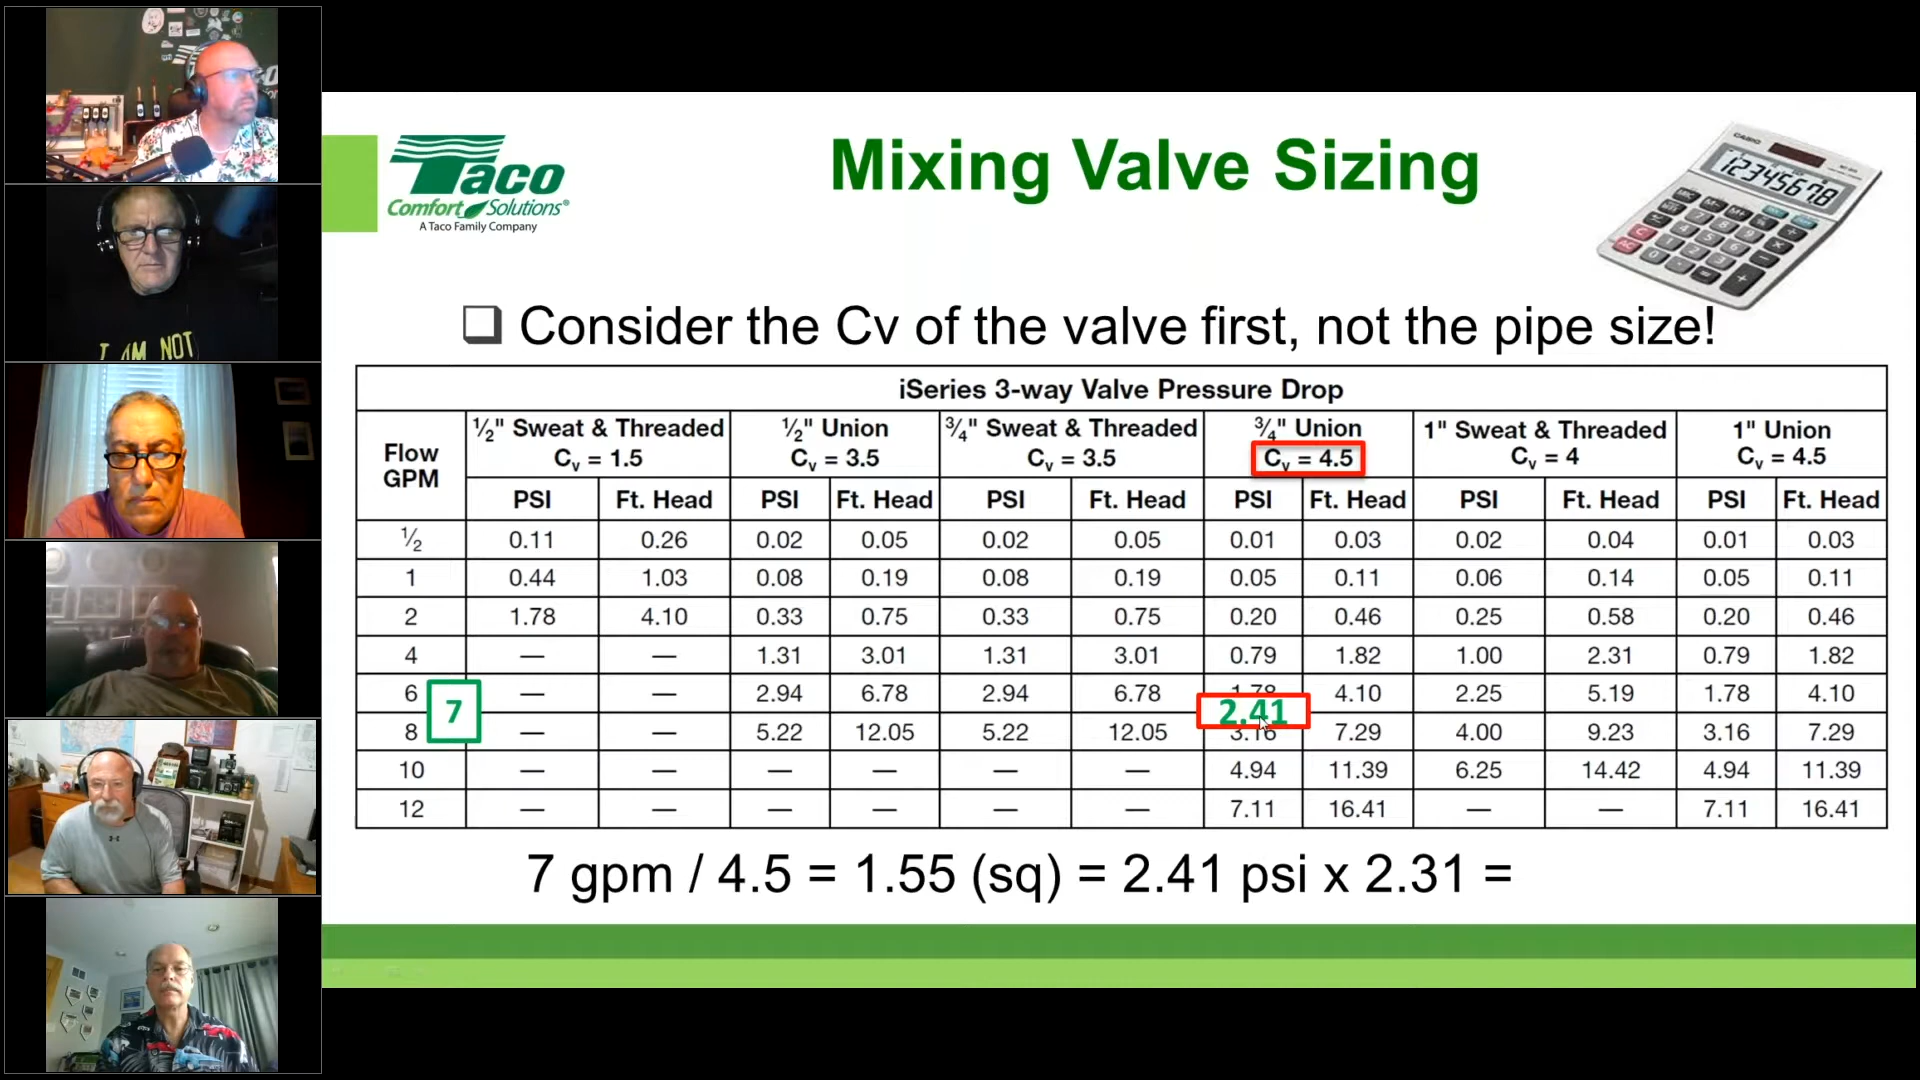 Taco
Comfort Solutions®
A Taco Family Company
Mixing Valve Sizing
CASIO
12345678
❑ Consider the Cv of the valve first, not the pipe size!
iSeries 3-way Valve Pressure Drop
Flow GPM
½" Sweat & Threaded Cv = 1.5
½" Union Cv = 3.5
¾" Sweat & Threaded Cv = 3.5
¾" Union Cv = 4.5
1" Sweat & Threaded Cv = 4
1" Union Cv = 4.5
PSI Ft. Head PSI Ft. Head PSI Ft. Head PSI Ft. Head PSI Ft. Head PSI Ft. Head
½ 0.11 0.26 0.02 0.05 0.02 0.05 0.01 0.03 0.02 0.04 0.01 0.03
1 0.44 1.03 0.08 0.19 0.08 0.19 0.05 0.11 0.06 0.14 0.05 0.11
2 1.78 4.10 0.33 0.75 0.33 0.75 0.20 0.46 0.25 0.58 0.20 0.46
4 — — 1.31 3.01 1.31 3.01 0.79 1.82 1.00 2.31 0.79 1.82
6 — — 2.94 6.78 2.94 6.78 1.78 4.10 2.25 5.19 1.78 4.10
7 2.41
8 — — 5.22 12.05 5.22 12.05 3.16 7.29 4.00 9.23 3.16 7.29
10 — — — — — — 4.94 11.39 6.25 14.42 4.94 11.39
12 — — — — — — 7.11 16.41 — — 7.11 16.41
7 gpm / 4.5 = 1.55 (sq) = 2.41 psi x 2.31 =
I AM NOT